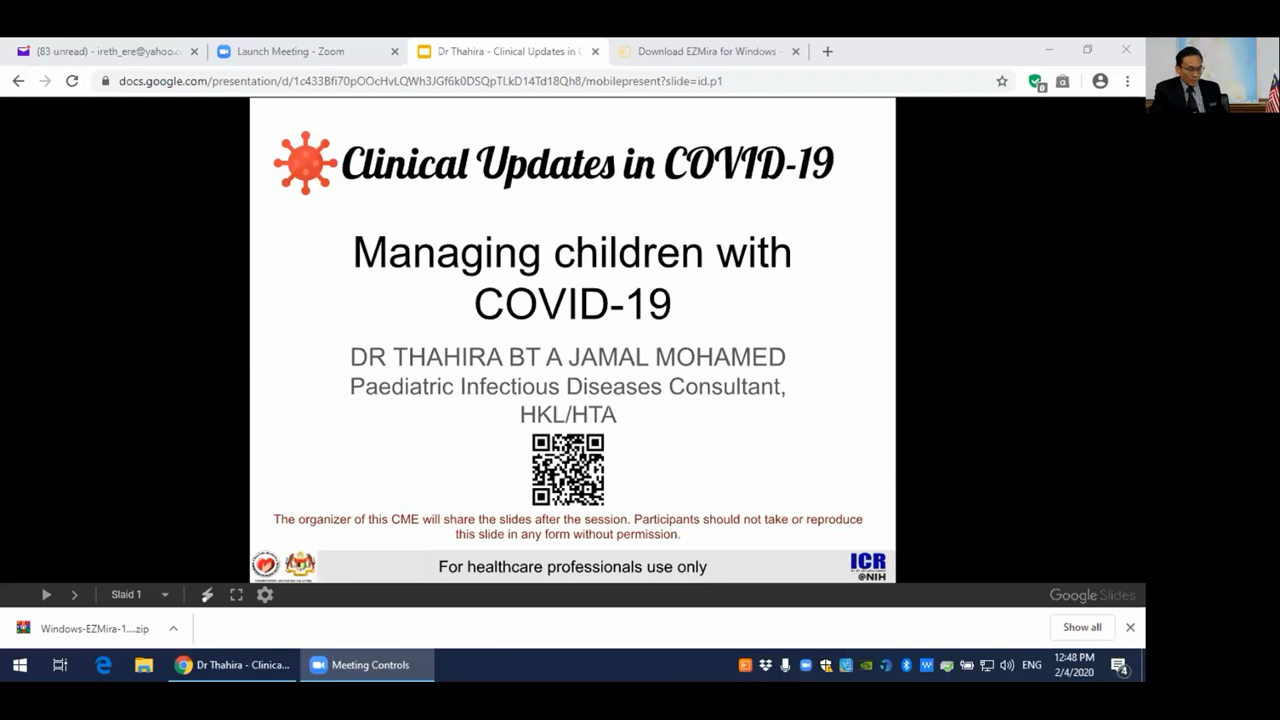 (83 unread) - ireth_ere@yahoo.c
Launch Meeting - Zoom
Dr Thahira - Clinical Updates in C
Download EZMira for Windows -
docs.google.com/presentation/d/1c433Bfi70pOOcHvLQWh3JGf6k0DSQpTLkD14Td18Qh8/mobilepresent?slide=id.p1
Clinical Updates in COVID-19
Managing children with
COVID-19
DR THAHIRA BT A JAMAL MOHAMED
Paediatric Infectious Diseases Consultant,
HKL/HTA
The organizer of this CME will share the slides after the session. Participants should not take or reproduce
this slide in any form without permission.
For healthcare professionals use only
ICR
@NIH
Slaid 1
Google Slides
Windows-EZMira-1....zip
Show all
Dr Thahira - Clinica...
Meeting Controls
ENG
12:48 PM
2/4/2020
4